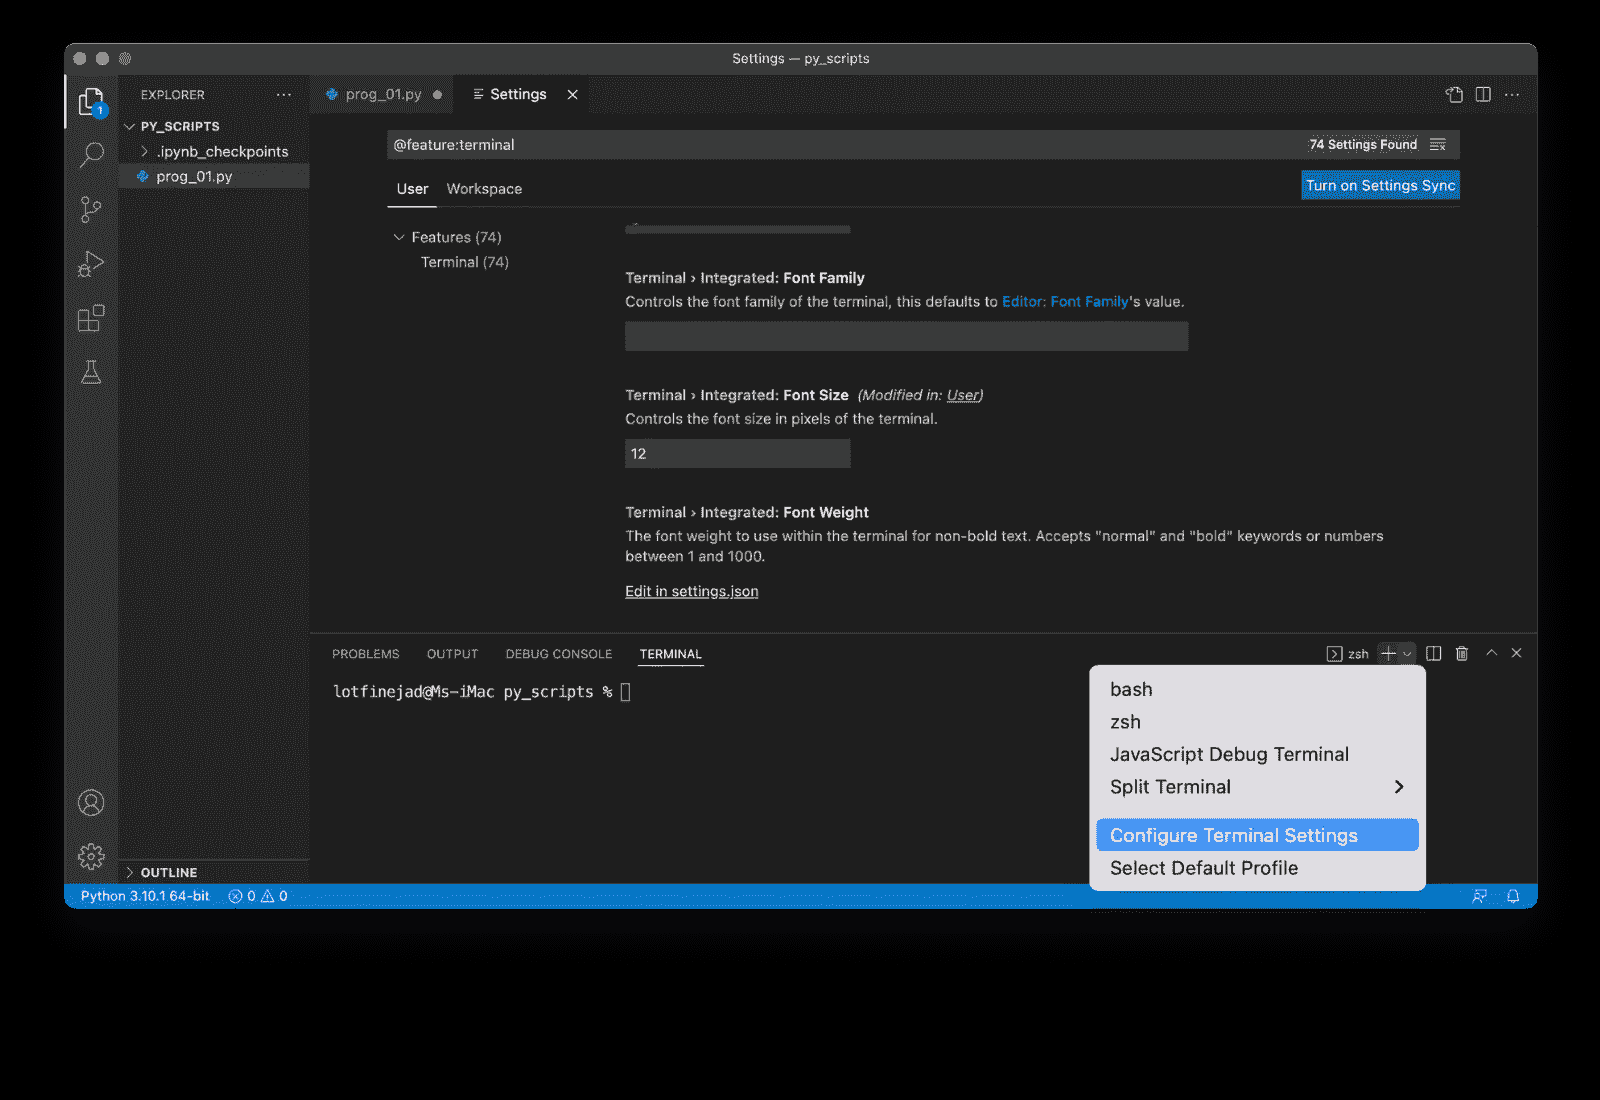 Settings — py_scripts
EXPLORER
prog_01.py
Settings
1
PY_SCRIPTS
.ipynb_checkpoints
prog_01.py
@feature:terminal
74 Settings Found
User
Workspace
Turn on Settings Sync
Features (74)
Terminal (74)
Terminal › Integrated: Font Family
Controls the font family of the terminal, this defaults to Editor: Font Family's value.
Terminal › Integrated: Font Size (Modified in: User)
Controls the font size in pixels of the terminal.
12
Terminal › Integrated: Font Weight
The font weight to use within the terminal for non-bold text. Accepts "normal" and "bold" keywords or numbers
between 1 and 1000.
Edit in settings.json
PROBLEMS
OUTPUT
DEBUG CONSOLE
TERMINAL
zsh
lotfinejad@Ms-iMac py_scripts %
bash
zsh
JavaScript Debug Terminal
Split Terminal
Configure Terminal Settings
Select Default Profile
OUTLINE
Python 3.10.1 64-bit
0
0